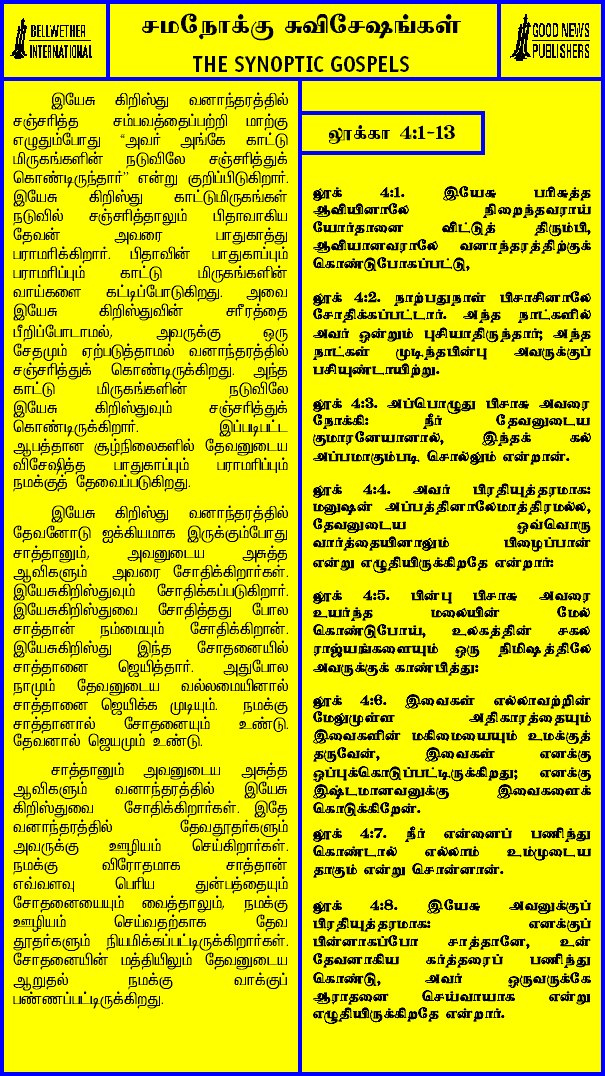 BELLWETHER
INTERNATIONAL
சமநோக்கு சுவிசேஷங்கள்
THE SYNOPTIC GOSPELS
GOOD NEWS
PUBLISHERS
இயேசு கிறிஸ்து வனாந்தரத்தில்
சஞ்சரித்த சம்பவத்தைப்பற்றி மாற்கு
எழுதும்போது “அவர் அங்கே காட்டு
மிருகங்களின் நடுவிலே சஞ்சரித்துக்
கொண்டிருந்தார்” என்று குறிப்பிடுகிறார்.
இயேசு கிறிஸ்து காட்டுமிருகங்கள்
நடுவில் சஞ்சரித்தாலும் பிதாவாகிய
தேவன் அவரை பாதுகாத்து
பராமரிக்கிறார். பிதாவின் பாதுகாப்பும்
பராமரிப்பும் காட்டு மிருகங்களின்
வாய்களை கட்டிப்போடுகிறது. அவை
இயேசு கிறிஸ்துவின் சரீரத்தை
பீறிப்போடாமல், அவருக்கு ஒரு
சேதமும் ஏற்படுத்தாமல் வனாந்தரத்தில்
சஞ்சரித்துக் கொண்டிருக்கிறது. அந்த
காட்டு மிருகங்களின் நடுவிலே
இயேசு கிறிஸ்துவும் சஞ்சரித்துக்
கொண்டிருக்கிறார். இப்படிபட்ட
ஆபத்தான சூழ்நிலைகளில் தேவனுடைய
விசேஷித்த பாதுகாப்பும் பராமரிப்பும்
நமக்குத் தேவைப்படுகிறது.
இயேசு கிறிஸ்து வனாந்தரத்தில்
தேவனோடு ஐக்கியமாக இருக்கும்போது
சாத்தானும், அவனுடைய அசுத்த
ஆவிகளும் அவரை சோதிக்கிறார்கள்.
இயேசுகிறிஸ்துவும் சோதிக்கப்படுகிறார்.
இயேசுகிறிஸ்துவை சோதித்தது போல
சாத்தான் நம்மையும் சோதிக்கிறான்.
இயேசுகிறிஸ்து இந்த சோதனையில்
சாத்தானை ஜெயித்தார். அதுபோல
நாமும் தேவனுடைய வல்லமையினால்
சாத்தானை ஜெயிக்க முடியும். நமக்கு
சாத்தானால் சோதனையும் உண்டு.
தேவனால் ஜெயமும் உண்டு.
சாத்தானும் அவனுடைய அசுத்த
ஆவிகளும் வனாந்தரத்தில் இயேசு
கிறிஸ்துவை சோதிக்கிறார்கள். இதே
வனாந்தரத்தில் தேவதூதர்களும்
அவருக்கு ஊழியம் செய்கிறார்கள்.
நமக்கு விரோதமாக சாத்தான்
எவ்வளவு பெரிய துன்பத்தையும்
சோதனையையும் வைத்தாலும், நமக்கு
ஊழியம் செய்வதற்காக தேவ
தூதர்களும் நியமிக்கப்பட்டிருக்கிறார்கள்.
சோதனையின் மத்தியிலும் தேவனுடைய
ஆறுதல் நமக்கு வாக்குப்
பண்ணப்பட்டிருக்கிறது.
லூக்கா 4:1-13
லூக் 4:1. இயேசு பரிசுத்த
ஆவியினாலே நிறைந்தவராய்
யோர்தானை விட்டுத் திரும்பி,
ஆவியானவராலே வனாந்தரத்திற்குக்
கொண்டுபோகப்பட்டு,
லூக் 4:2. நாற்பதுநாள் பிசாசினாலே
சோதிக்கப்பட்டார். அந்த நாட்களில்
அவர் ஒன்றும் புசியாதிருந்தார்; அந்த
நாட்கள் முடிந்தபின்பு அவருக்குப்
பசியுண்டாயிற்று.
லூக் 4:3. அப்பொழுது பிசாசு அவரை
நோக்கி: நீர் தேவனுடைய
குமாரனேயானால், இந்தக் கல்
அப்பமாகும்படி சொல்லும் என்றான்.
லூக் 4:4. அவர் பிரதியுத்தரமாக:
மனுஷன் அப்பத்தினாலேமாத்திரமல்ல,
தேவனுடைய ஒவ்வொரு
வார்த்தையினாலும் பிழைப்பான்
என்று எழுதியிருக்கிறதே என்றார்:
லூக் 4:5. பின்பு பிசாசு அவரை
உயர்ந்த மலையின் மேல்
கொண்டுபோய், உலகத்தின் சகல
ராஜ்யங்களையும் ஒரு நிமிஷத்திலே
அவருக்குக் காண்பித்து:
லூக் 4:6. இவைகள் எல்லாவற்றின்
மேலுமுள்ள அதிகாரத்தையும்
இவைகளின் மகிமையையும் உமக்குத்
தருவேன், இவைகள் எனக்கு
ஒப்புக்கொடுப்பட்டிருக்கிறது; எனக்கு
இஷ்டமானவனுக்கு இவைகளைக்
கொடுக்கிறேன்.
லூக் 4:7. நீர் என்னைப் பணிந்து
கொண்டால் எல்லாம் உம்முடைய
தாகும் என்று சொன்னான்.
லூக் 4:8. இயேசு அவனுக்குப்
பிரதியுத்தரமாக: எனக்குப்
பின்னாகப்போ சாத்தானே, உன்
தேவனாகிய கர்த்தரைப் பணிந்து
கொண்டு, அவர் ஒருவருக்கே
ஆராதனை செய்வாயாக என்று
எழுதியிருக்கிறதே என்றார்.